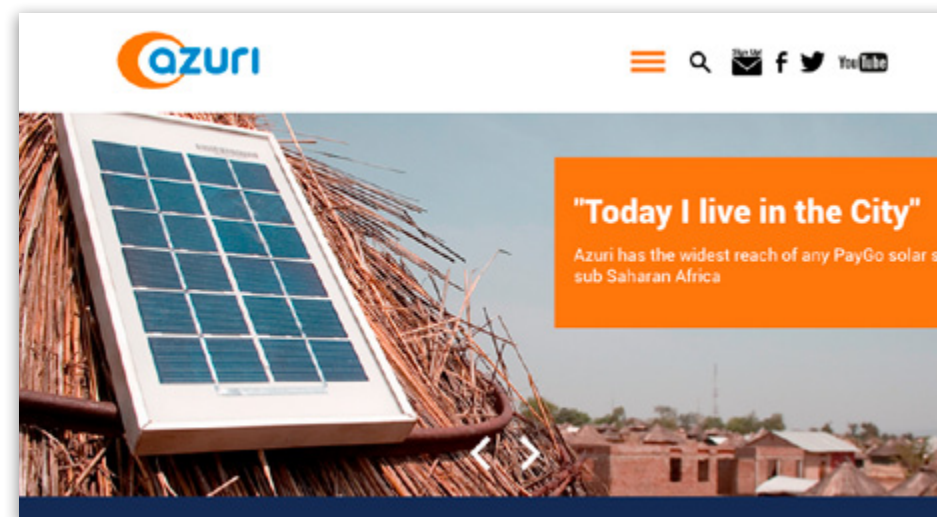 azuri
Sign Up!
You Tube
"Today I live in the City"
Azuri has the widest reach of any PayGo solar s
sub Saharan Africa